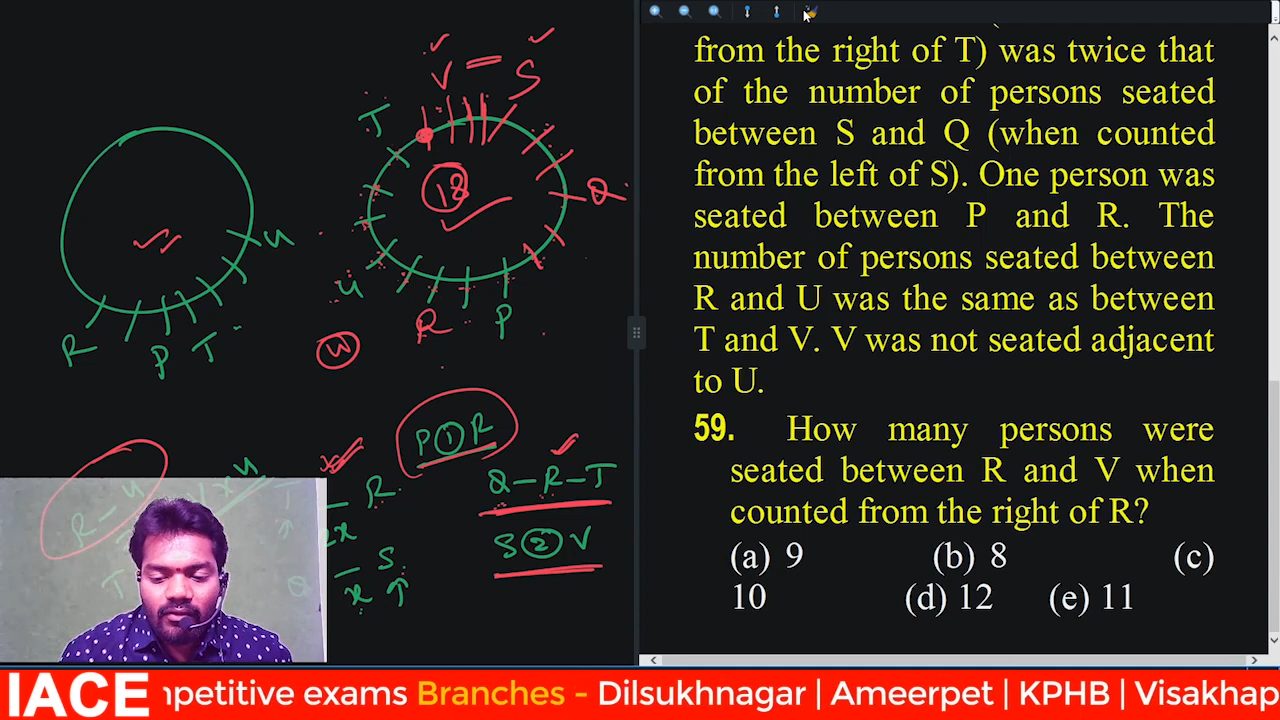 from the right of T) was twice that
of the number of persons seated
between S and Q (when counted
from the left of S). One person was
seated between P and R. The
number of persons seated between
R and U was the same as between
T and V. V was not seated adjacent
to U.
59. How many persons were
seated between R and V when
counted from the right of R?
(a) 9 (b) 8 (c)
10 (d) 12 (e) 11
V S
T
18
Q
U
U
R P T
W
R P
P 1 R
R - U
R
Q - R - T
2x
S 2 V
S
x
IACE
mpetitive exams Branches - Dilsukhnagar | Ameerpet | KPHB | Visakhap